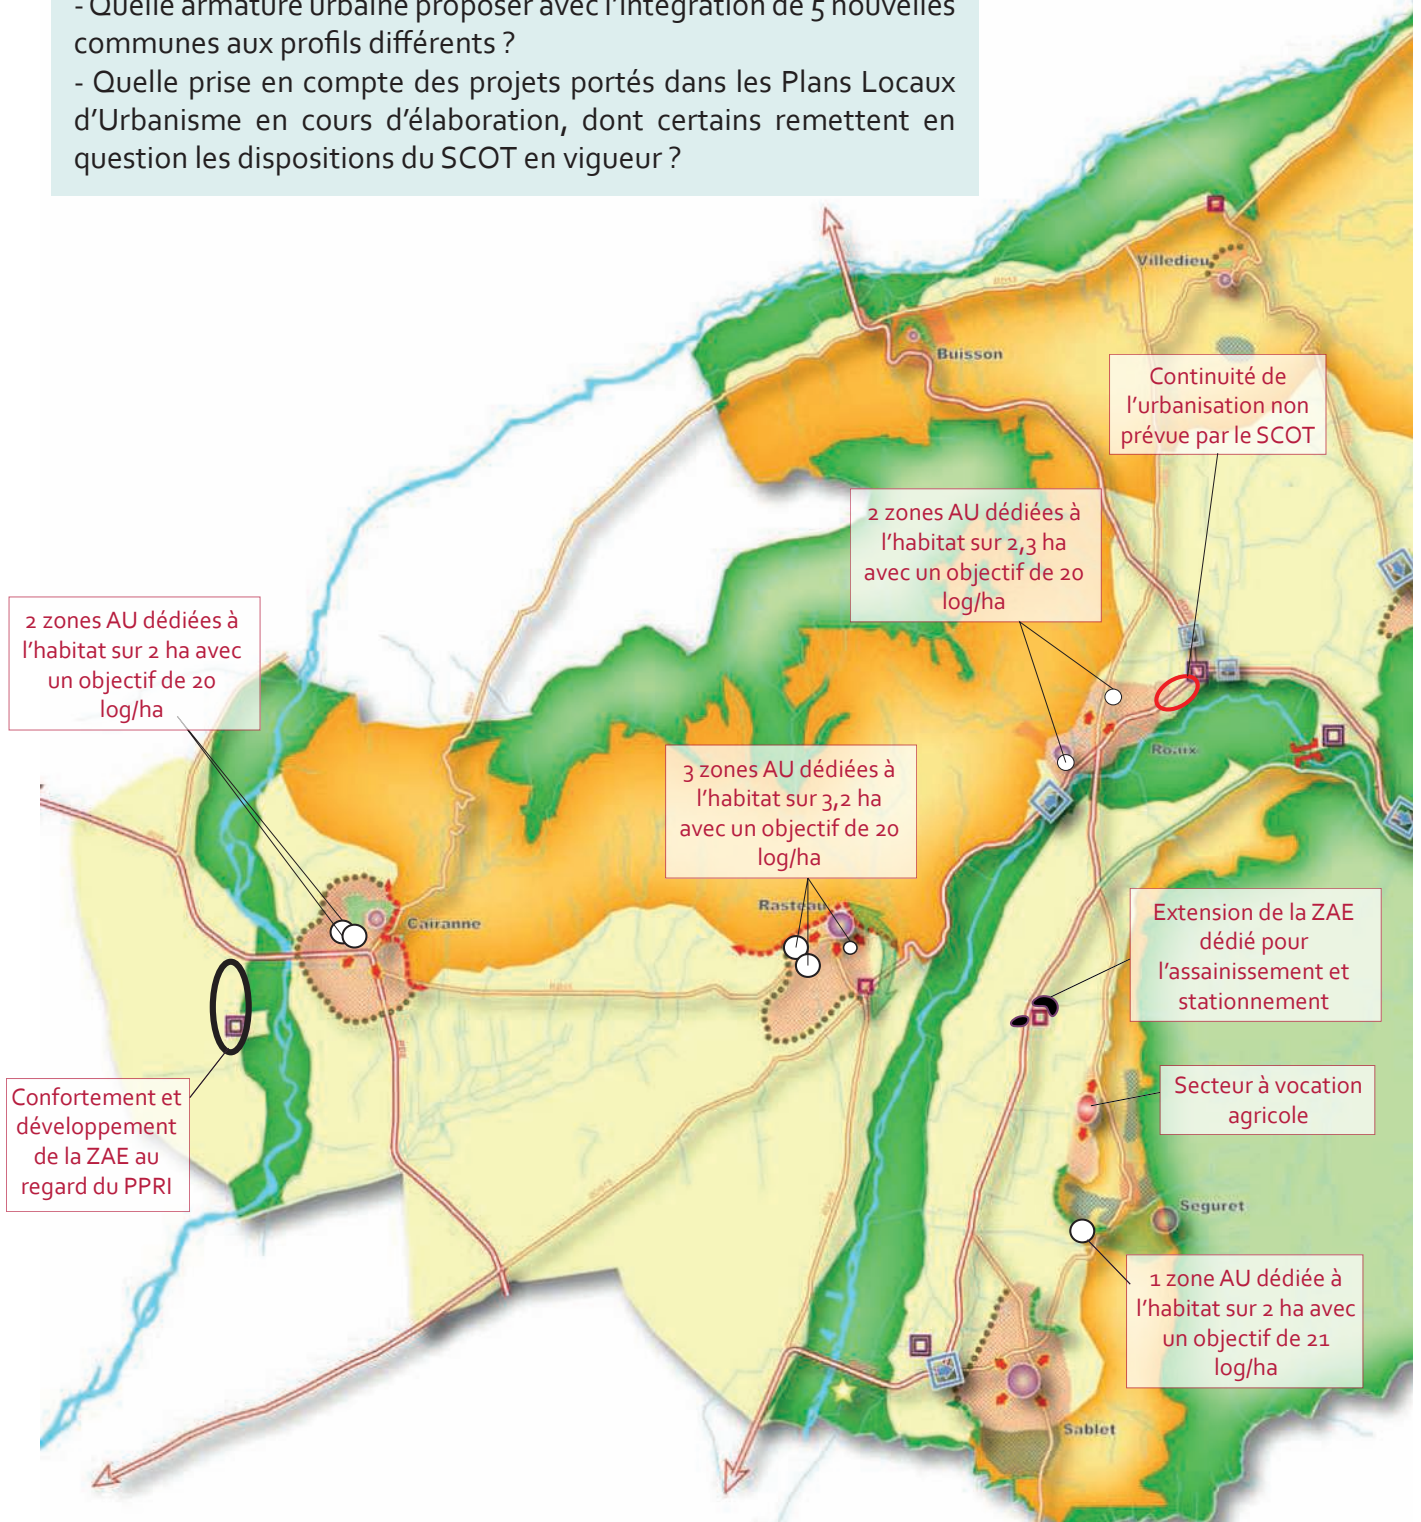 - Quelle armature urbaine proposer avec l'intégration de 5 nouvelles
communes aux profils différents ?
- Quelle prise en compte des projets portés dans les Plans Locaux
d'Urbanisme en cours d'élaboration, dont certains remettent en
question les dispositions du SCOT en vigueur ?
Villedieu
Buisson
Continuité de
l'urbanisation non
prévue par le SCOT
2 zones AU dédiées à
l'habitat sur 2,3 ha
avec un objectif de 20
log/ha
2 zones AU dédiées à
l'habitat sur 2 ha avec
un objectif de 20
log/ha
Roaix
3 zones AU dédiées à
l'habitat sur 3,2 ha
avec un objectif de 20
log/ha
Rasteau
Cairanne
Extension de la ZAE
dédié pour
l'assainissement et
stationnement
Confortement et
développement
de la ZAE au
regard du PPRI
Secteur à vocation
agricole
Seguret
1 zone AU dédiée à
l'habitat sur 2 ha avec
un objectif de 21
log/ha
Sablet